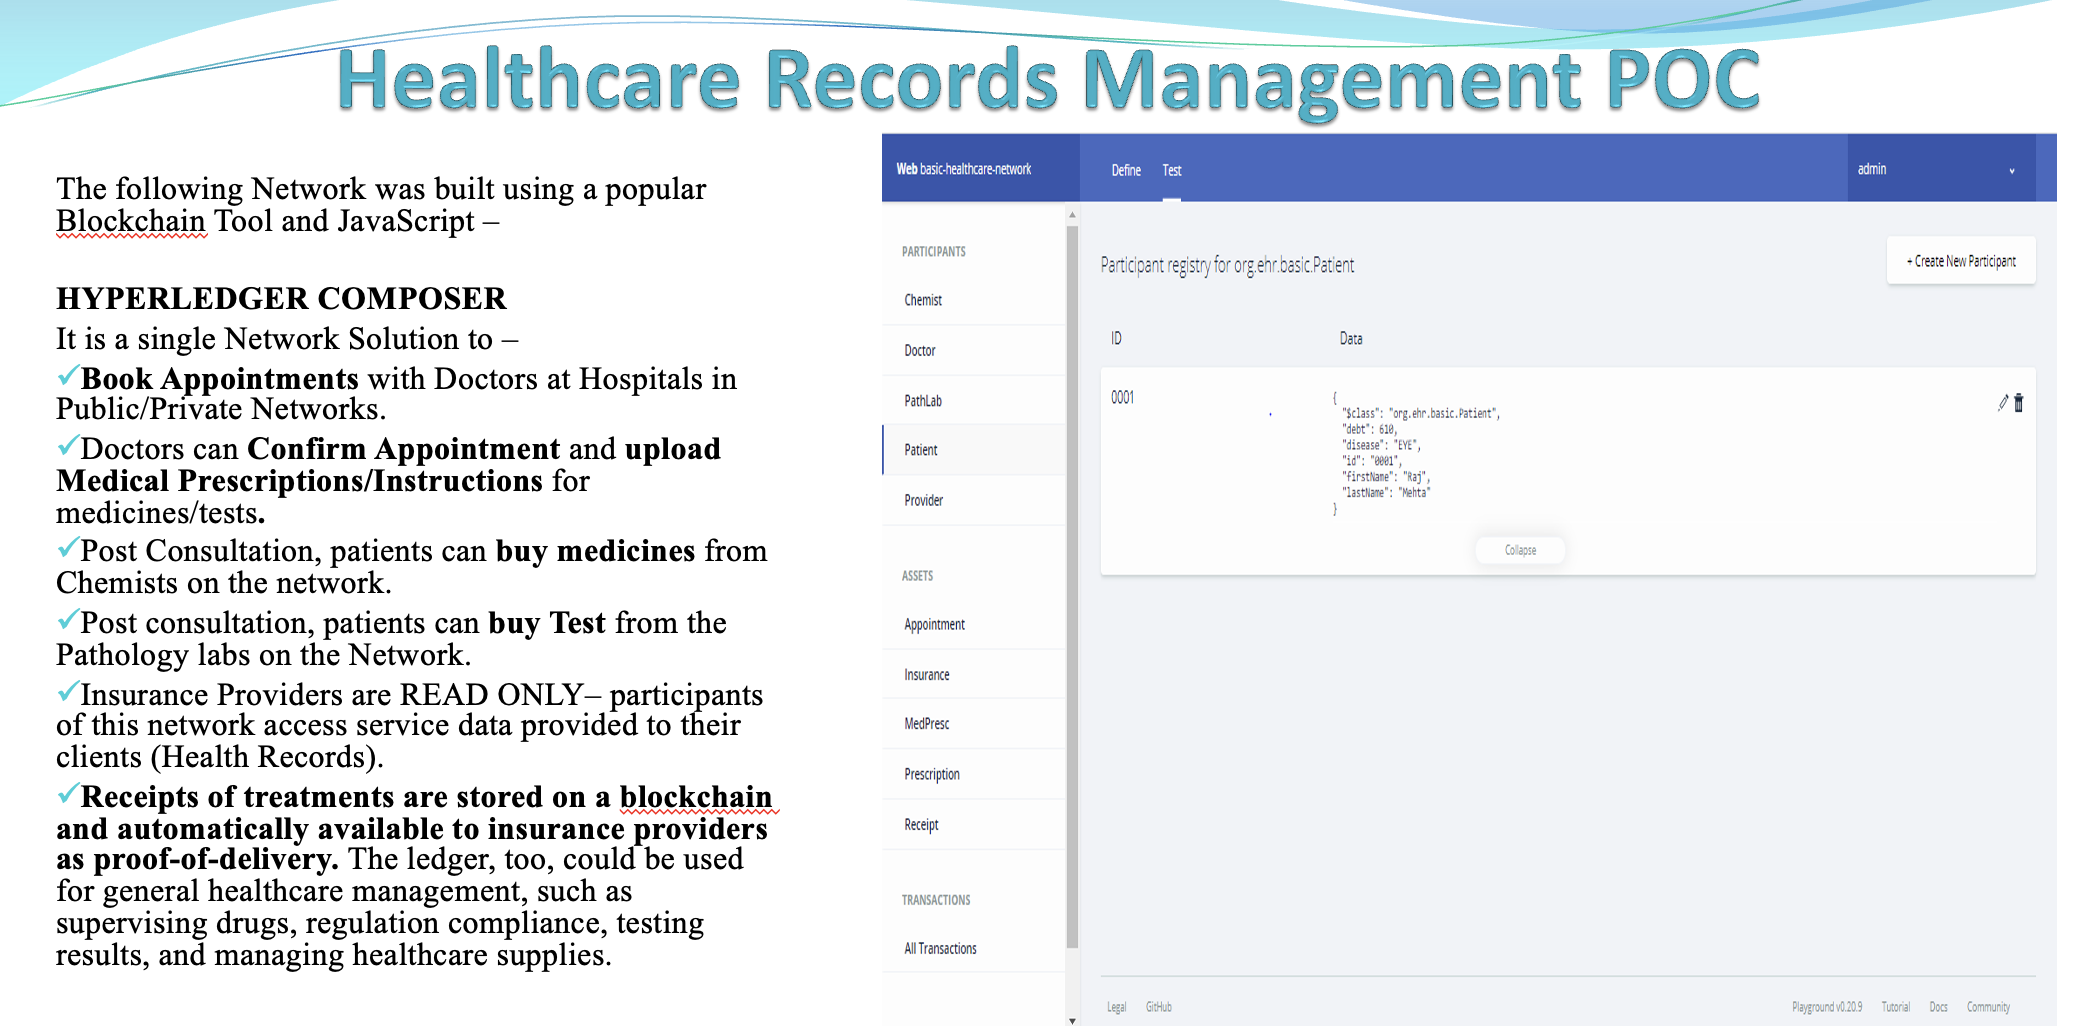 Healthcare Records Management POC
The following Network was built using a popular
Blockchain Tool and JavaScript –
HYPERLEDGER COMPOSER
It is a single Network Solution to –
✓Book Appointments with Doctors at Hospitals in
Public/Private Networks.
✓Doctors can Confirm Appointment and upload
Medical Prescriptions/Instructions for
medicines/tests.
✓Post Consultation, patients can buy medicines from
Chemists on the network.
✓Post consultation, patients can buy Test from the
Pathology labs on the Network.
✓Insurance Providers are READ ONLY– participants
of this network access service data provided to their
clients (Health Records).
✓Receipts of treatments are stored on a blockchain
and automatically available to insurance providers
as proof-of-delivery. The ledger, too, could be used
for general healthcare management, such as
supervising drugs, regulation compliance, testing
results, and managing healthcare supplies.
Web basic-healthcare-network
Define Test
admin
PARTICIPANTS
Chemist
Doctor
PathLab
Patient
Provider
ASSETS
Appointment
Insurance
MedPresc
Prescription
Receipt
TRANSACTIONS
All Transactions
Participant registry for org.ehr.basic.Patient
+ Create New Participant
ID Data
0001
{
"$class": "org.ehr.basic.Patient",
"debt": 610,
"disease": "EYE",
"id": "0001",
"firstName": "Raj",
"lastName": "Mehta"
}
Collapse
Legal GitHub
Playground v0.20.9 Tutorial Docs Community